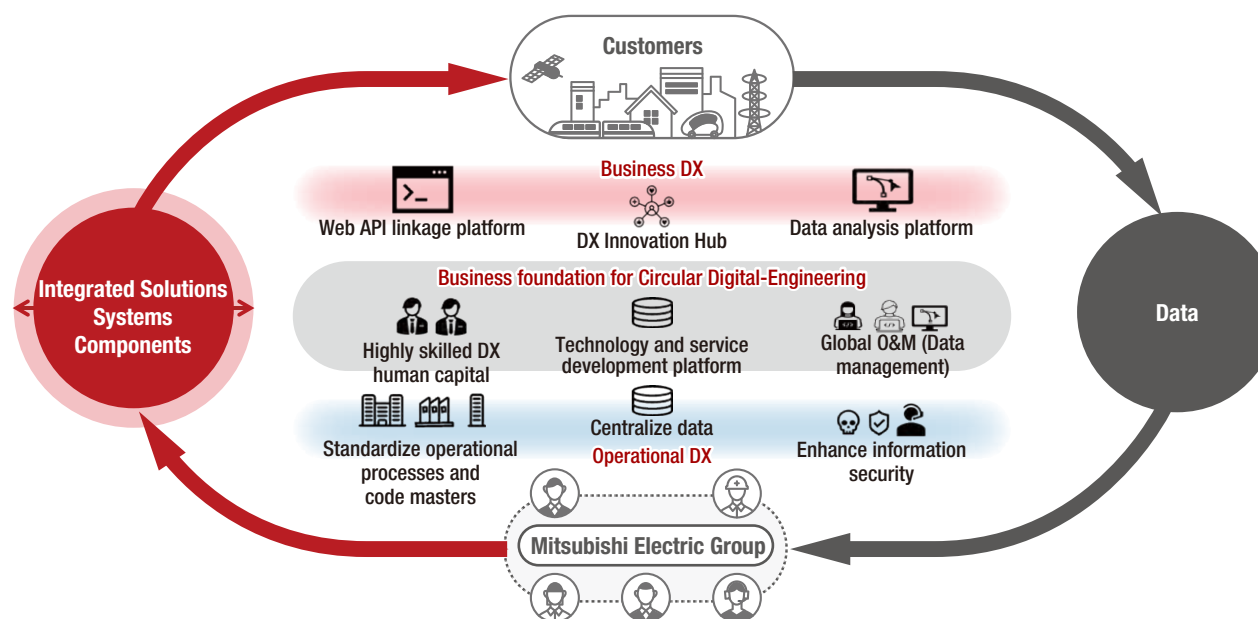 Customers
Business DX
Web API linkage platform
DX Innovation Hub
Data analysis platform
Integrated Solutions
Systems
Components
Data
Business foundation for Circular Digital-Engineering
Highly skilled DX
human capital
Technology and service
development platform
Global O&M (Data
management)
Standardize operational
processes and
code masters
Centralize data
Operational DX
Enhance information
security
Mitsubishi Electric Group